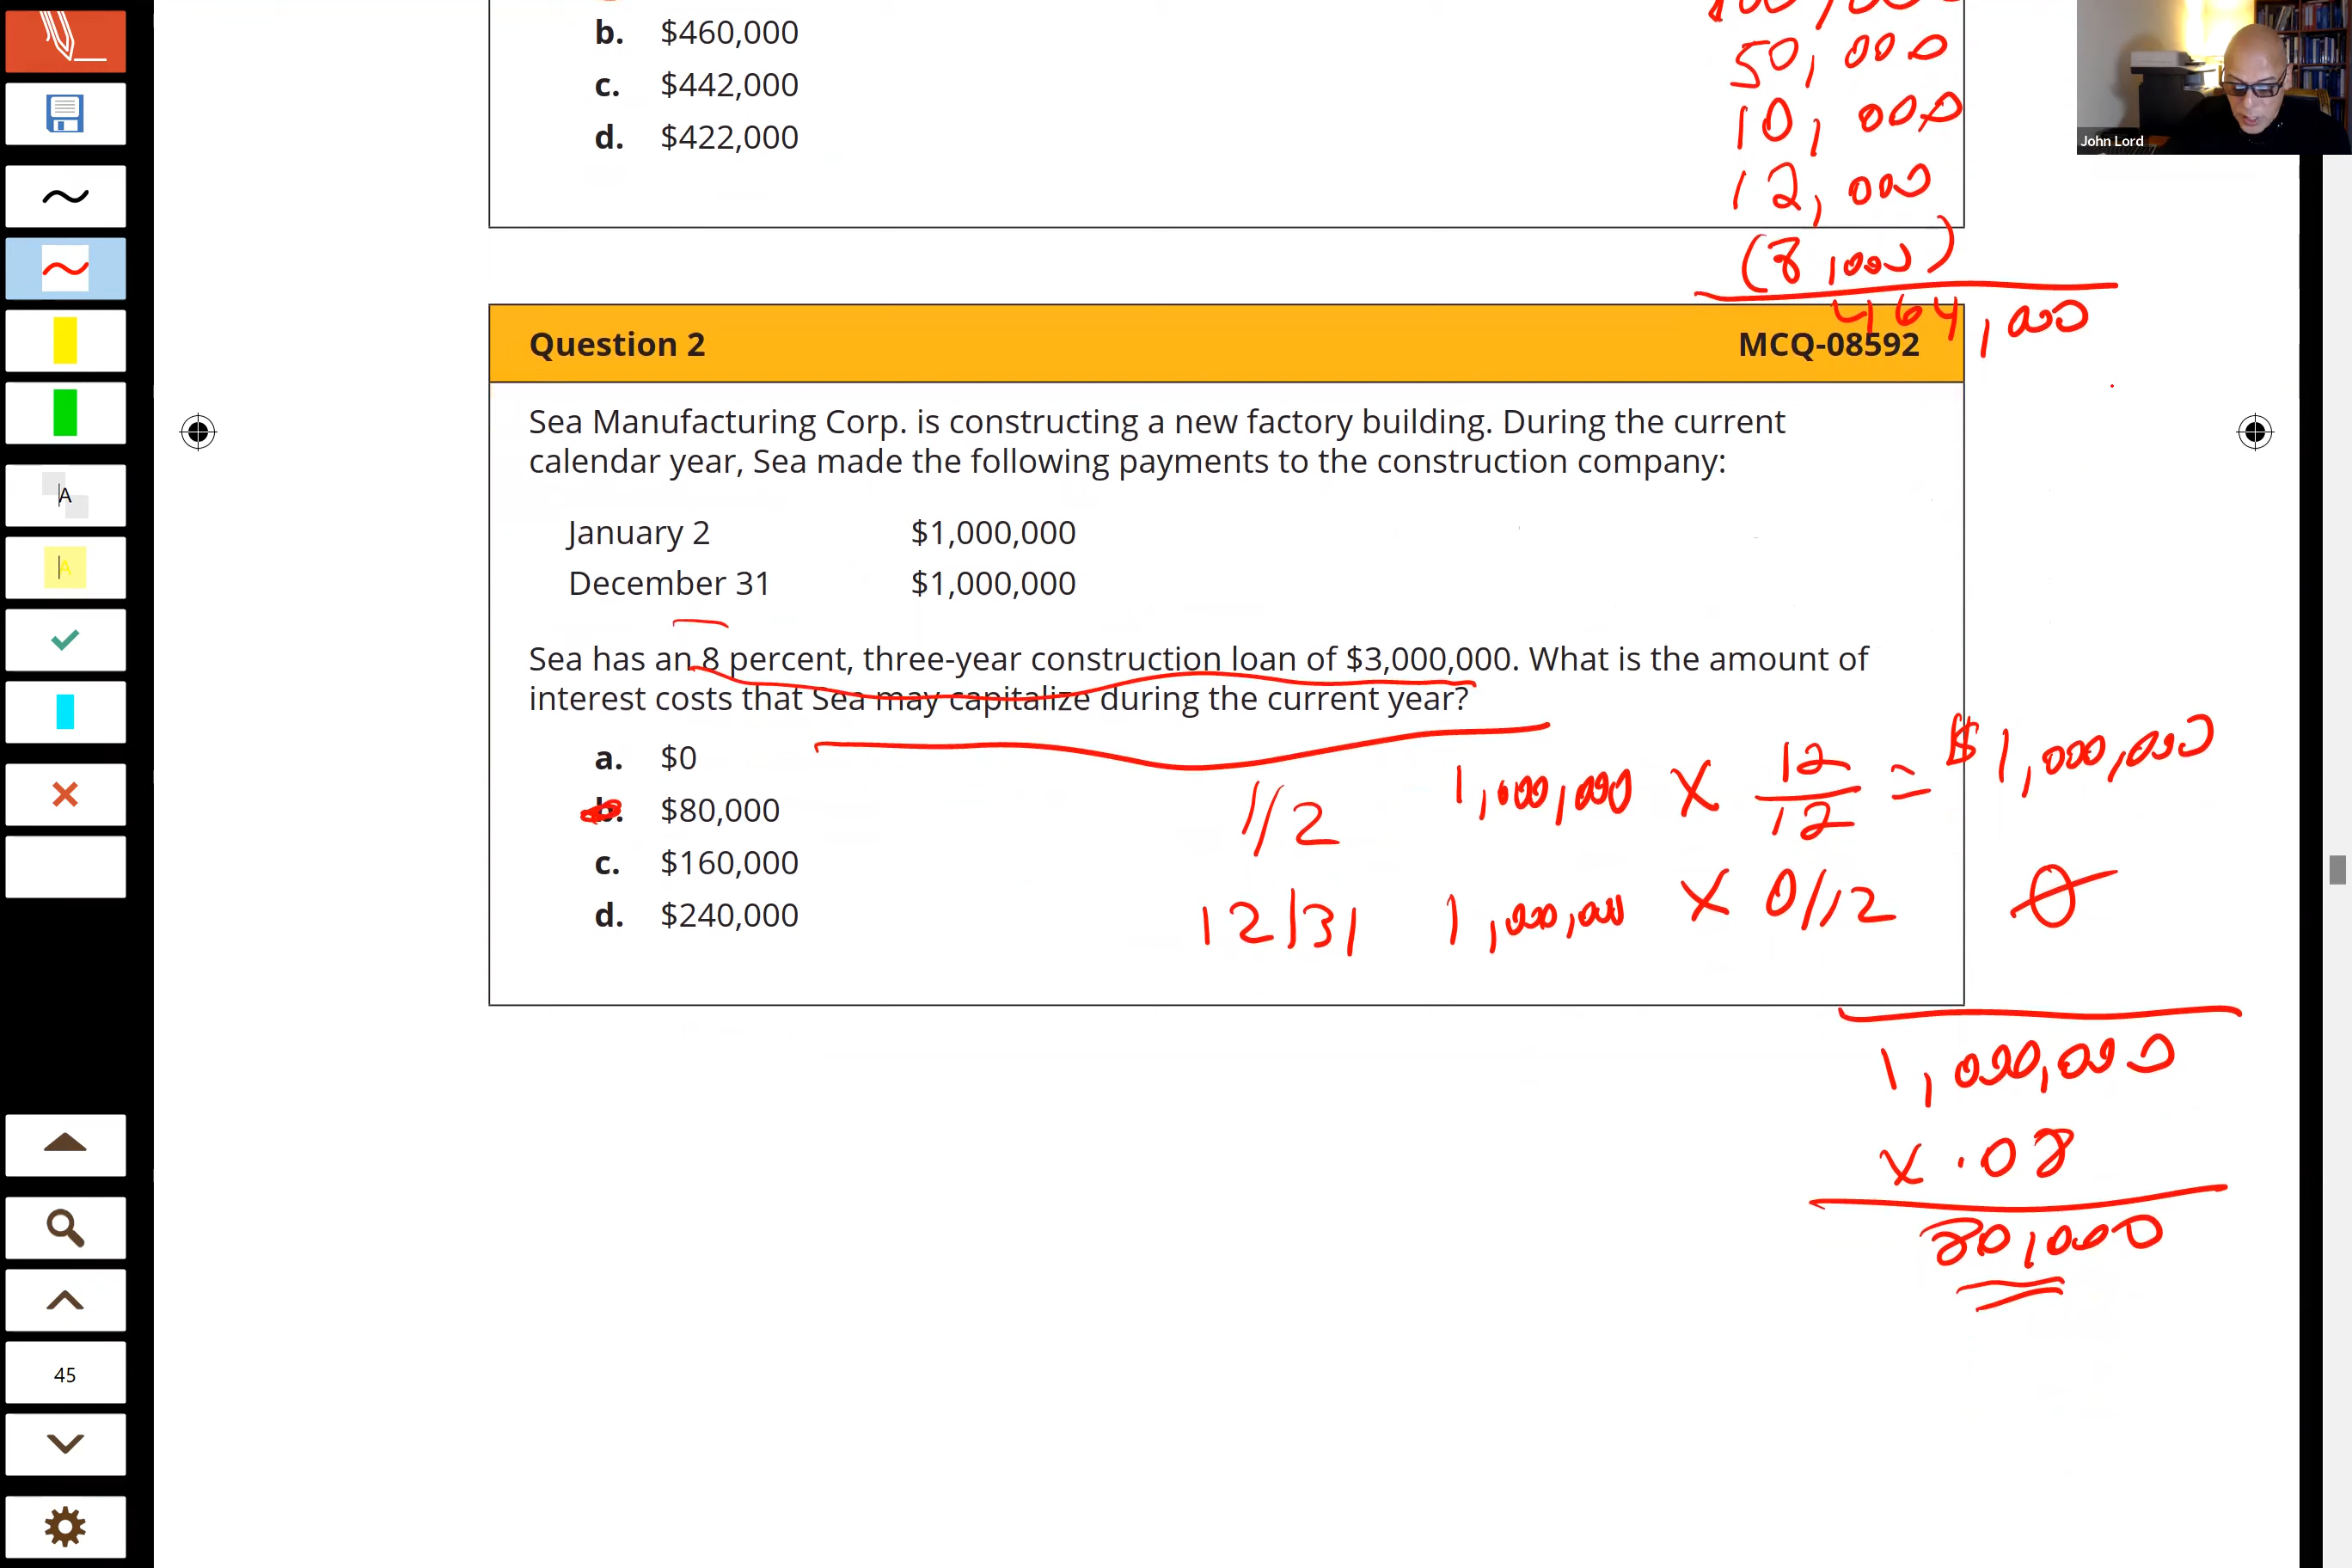 b. $460,000
50,000
c. $442,000
10,000
d. $422,000
John Lord
12,000
(8,000)
464,000
Question 2 MCQ-08592
Sea Manufacturing Corp. is constructing a new factory building. During the current
calendar year, Sea made the following payments to the construction company:
A
January 2 $1,000,000
A
December 31 $1,000,000
Sea has an 8 percent, three-year construction loan of $3,000,000. What is the amount of
interest costs that Sea may capitalize during the current year?
a. $0
b. $80,000
c. $160,000
d. $240,000
1/2 1,000,000 X 12/12 = $1,000,000
12/31 1,000,000 X 0/12 0
1,000,000
x .08
80,000
45